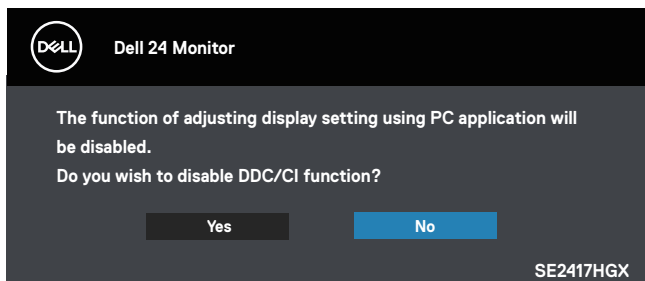 DELL
Dell 24 Monitor
The function of adjusting display setting using PC application will
be disabled.
Do you wish to disable DDC/CI function?
Yes No
SE2417HGX